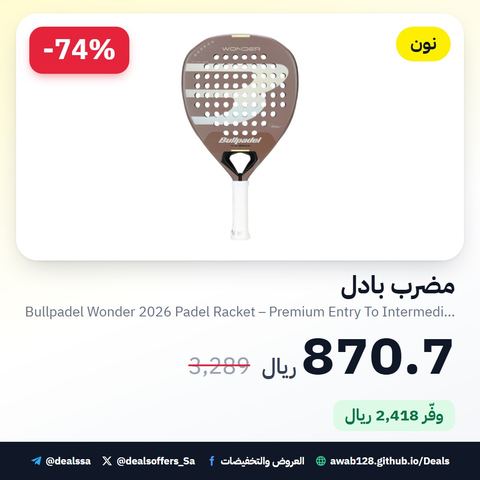 -74%
نون
WONDER
Bullpadel
مضرب بادل
Bullpadel Wonder 2026 Padel Racket – Premium Entry To Intermedi...
870.7 ريال 3,289
وفّر 2,418 ريال
@dealssa @dealsoffers_Sa العروض والتخفيضات awab128.github.io/Deals